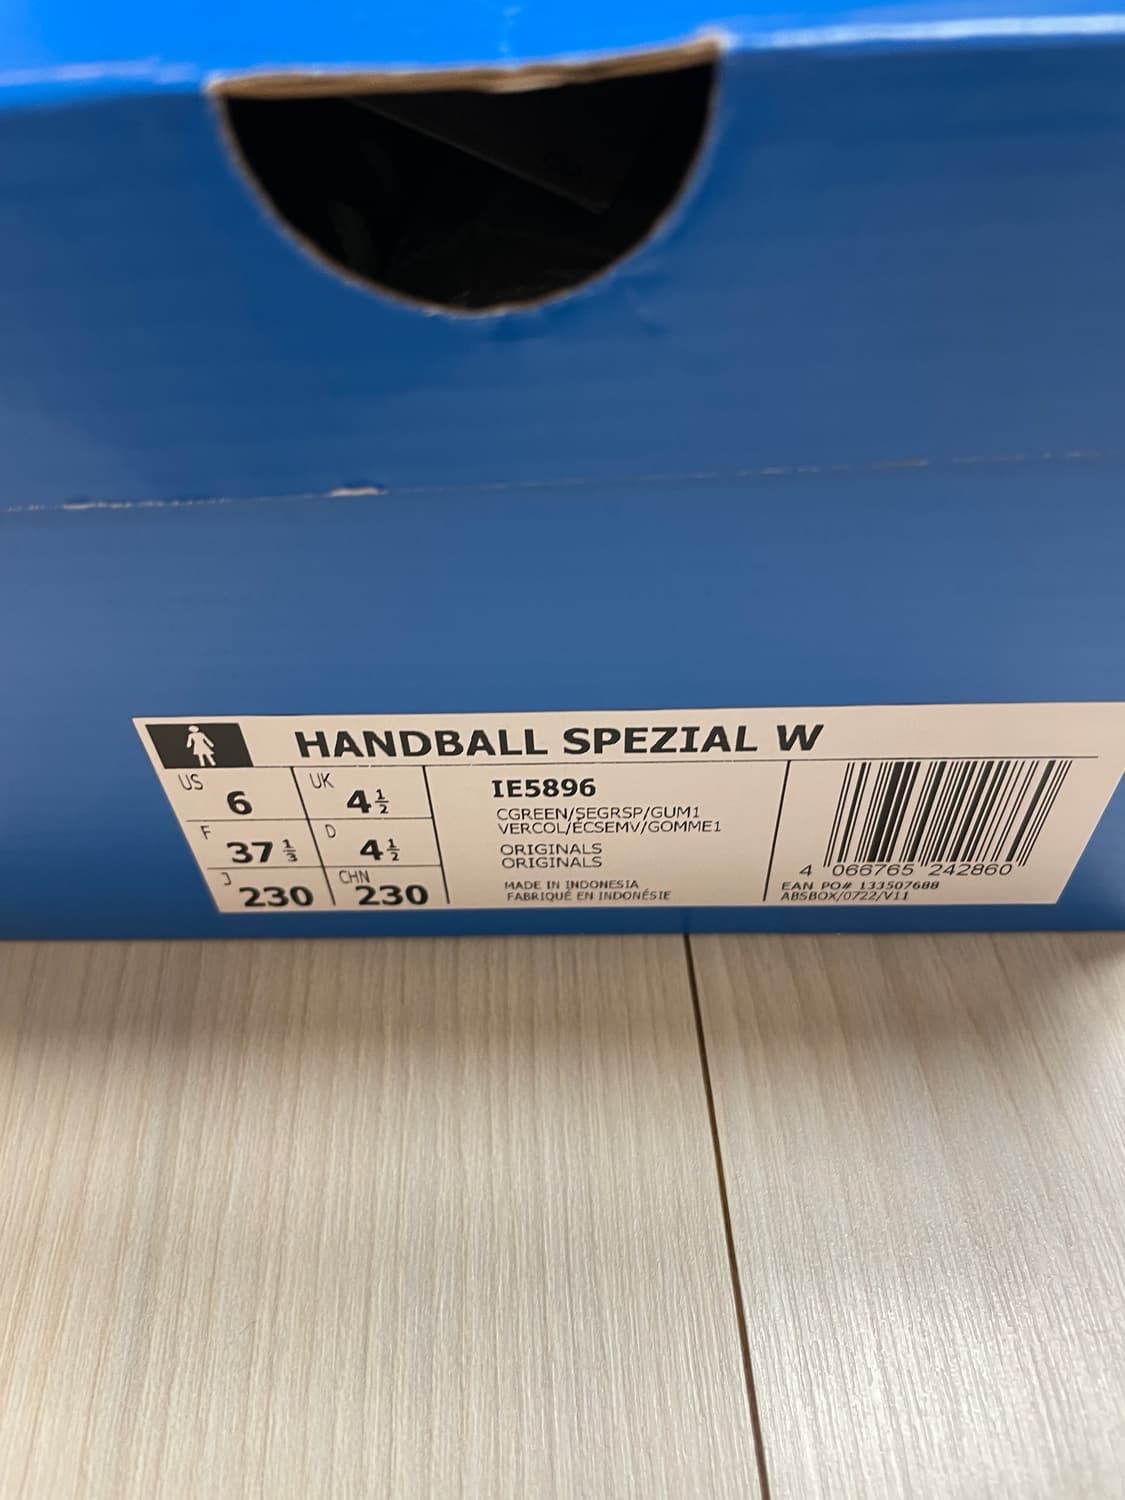 HANDBALL SPEZIAL W
US 6 UK 4½
F 37⅓ D 4½
J 230 CHN 230
IE5896
CGREEN/SEGRSP/GUM1
VERCOL/ÉCSEMV/GOMME1
ORIGINALS
ORIGINALS
MADE IN INDONESIA
FABRIQUÉ EN INDONÉSIE
4 066765 242860
EAN PO# 133507688
ABSBOX/0722/V11